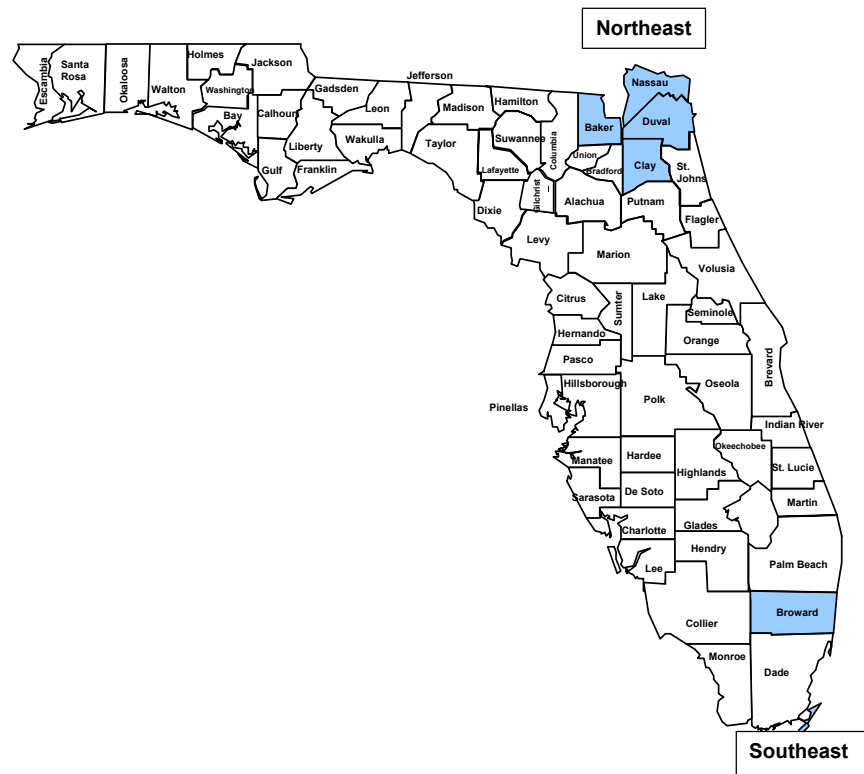 Northeast
Holmes
Jackson
Santa
Rosa
Escambia
Okaloosa
Walton
Washington
Bay
Calhoun
Gulf
Liberty
Franklin
Gadsden
Leon
Wakulla
Jefferson
Madison
Taylor
Hamilton
Suwannee
Lafayette
Dixie
Columbia
Gilchrist
I
Baker
Nassau
Duval
Union
Bradford
Clay
St.
Johns
Alachua
Putnam
Flagler
Levy
Marion
Volusia
Citrus
Sumter
Lake
Seminole
Hernando
Orange
Pasco
Brevard
Hillsborough
Oseola
Pinellas
Polk
Indian River
Okeechobee
Manatee
Hardee
Highlands
St. Lucie
Sarasota
De Soto
Martin
Charlotte
Glades
Lee
Hendry
Palm Beach
Collier
Broward
Monroe
Dade
Southeast